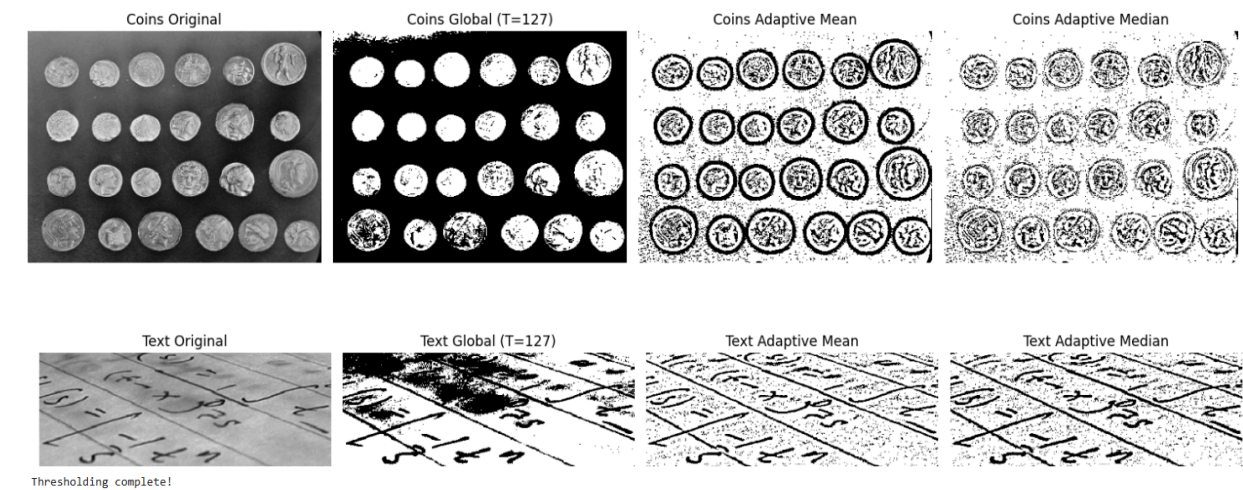 Coins Original
Coins Global (T=127)
Coins Adaptive Mean
Coins Adaptive Median
Text Original
Text Global (T=127)
Text Adaptive Mean
Text Adaptive Median
Thresholding complete!